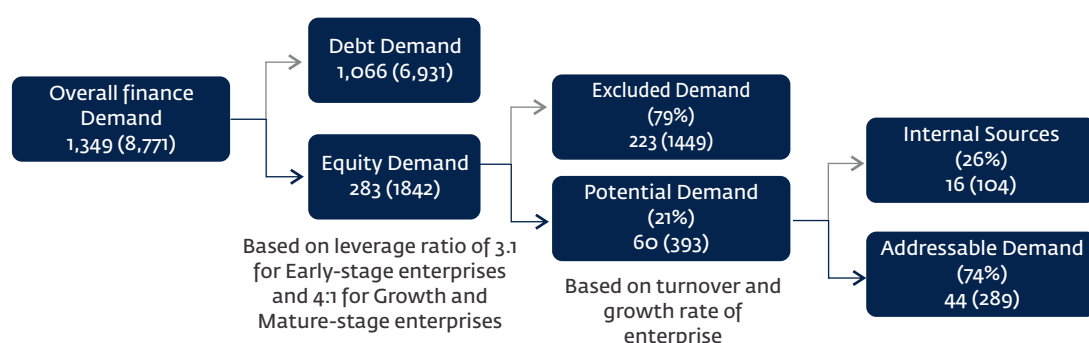 Overall finance
Demand
1,349 (8,771)
Debt Demand
1,066 (6,931)
Equity Demand
283 (1842)
Based on leverage ratio of 3.1
for Early-stage enterprises
and 4:1 for Growth and
Mature-stage enterprises
Excluded Demand
(79%)
223 (1449)
Potential Demand
(21%)
60 (393)
Based on turnover and
growth rate of
enterprise
Internal Sources
(26%)
16 (104)
Addressable Demand
(74%)
44 (289)